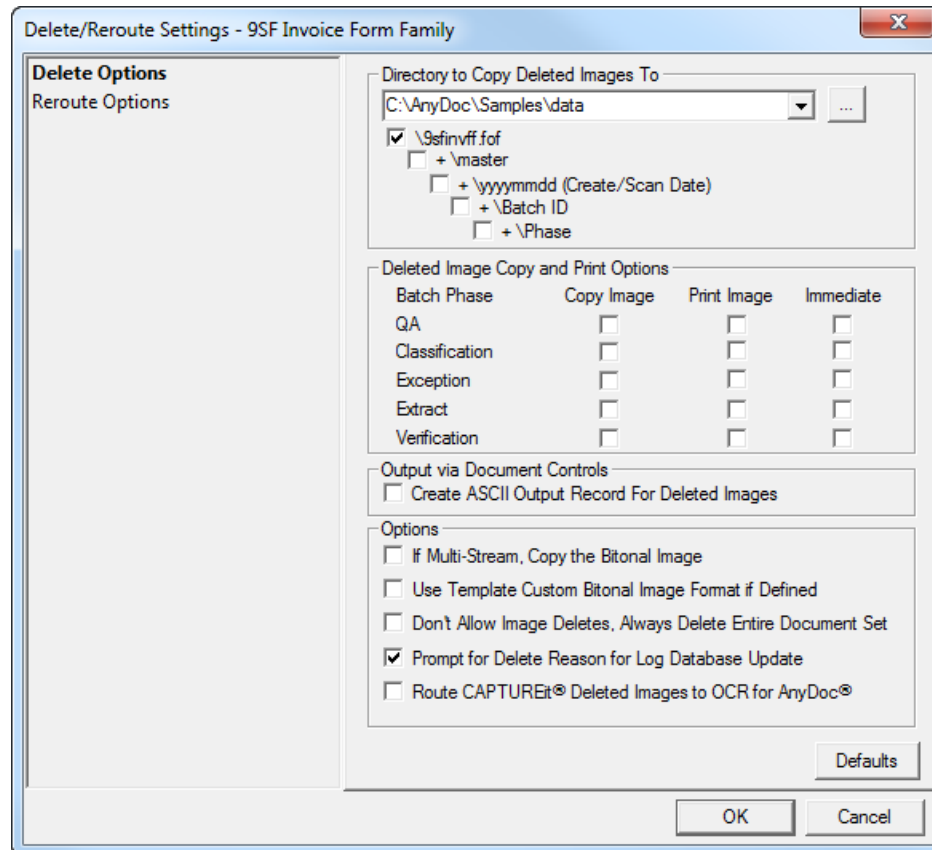 Delete/Reroute Settings - 9SF Invoice Form Family
Delete Options
Reroute Options
Directory to Copy Deleted Images To
C:\AnyDoc\Samples\data
...
\9sfinvff.fof
+ \master
+ \yyyymmdd (Create/Scan Date)
+ \Batch ID
+ \Phase
Deleted Image Copy and Print Options
Batch Phase Copy Image Print Image Immediate
QA
Classification
Exception
Extract
Verification
Output via Document Controls
Create ASCII Output Record For Deleted Images
Options
If Multi-Stream, Copy the Bitonal Image
Use Template Custom Bitonal Image Format if Defined
Don't Allow Image Deletes, Always Delete Entire Document Set
Prompt for Delete Reason for Log Database Update
Route CAPTUREit® Deleted Images to OCR for AnyDoc®
Defaults
OK Cancel